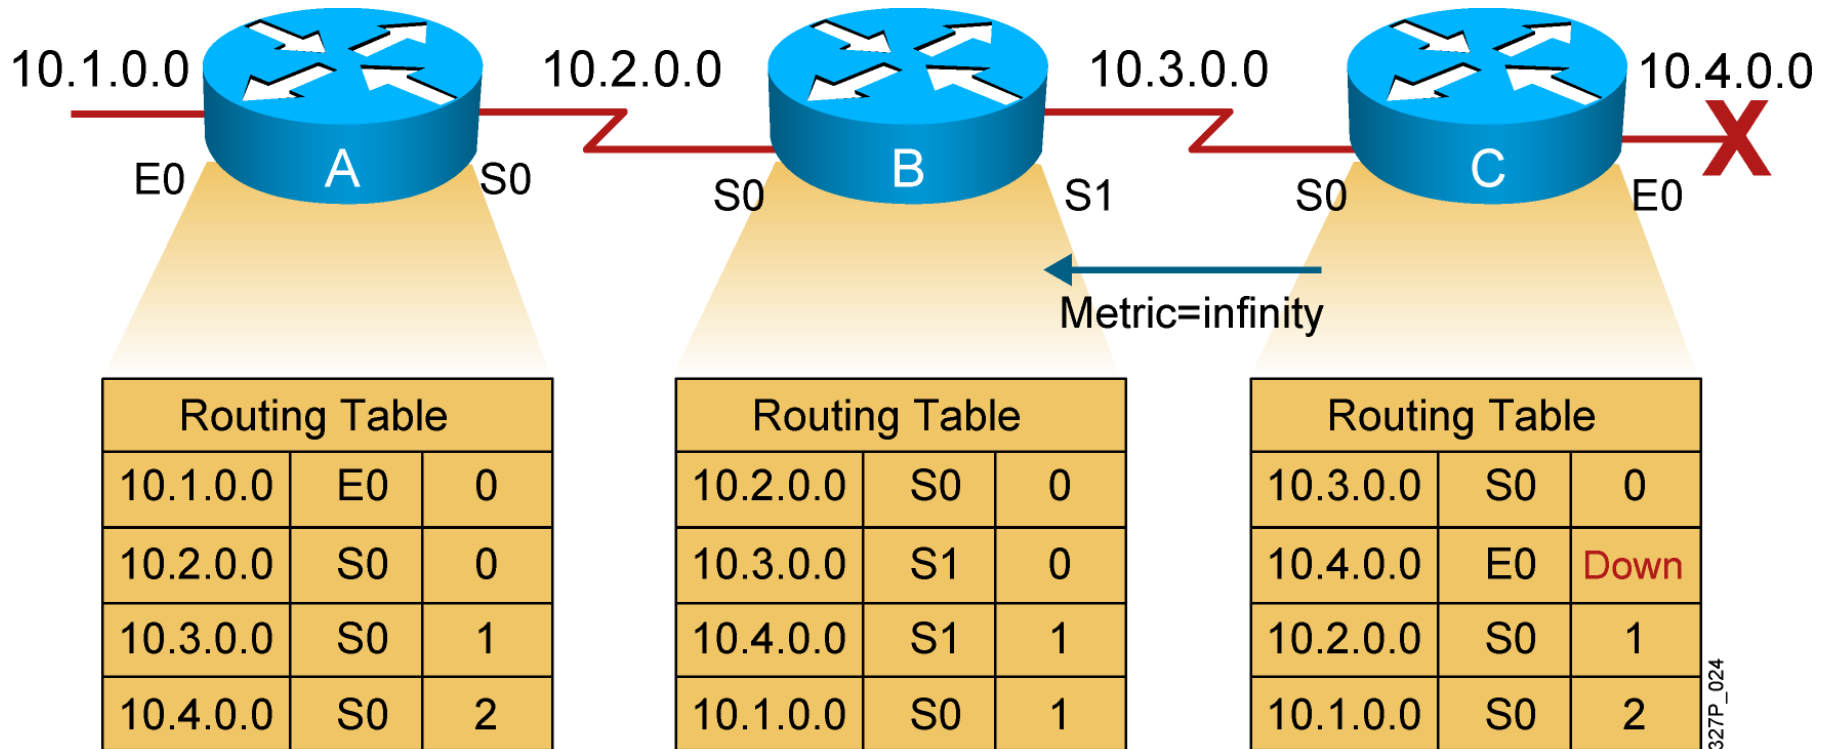 10.1.0.0 10.2.0.0 10.3.0.0 10.4.0.0
A B C
E0 S0 S0 S1 S0 E0
Metric=infinity
Routing Table
10.1.0.0 E0 0
10.2.0.0 S0 0
10.3.0.0 S0 1
10.4.0.0 S0 2
Routing Table
10.2.0.0 S0 0
10.3.0.0 S1 0
10.4.0.0 S1 1
10.1.0.0 S0 1
Routing Table
10.3.0.0 S0 0
10.4.0.0 E0 Down
10.2.0.0 S0 1
10.1.0.0 S0 2
327P_024